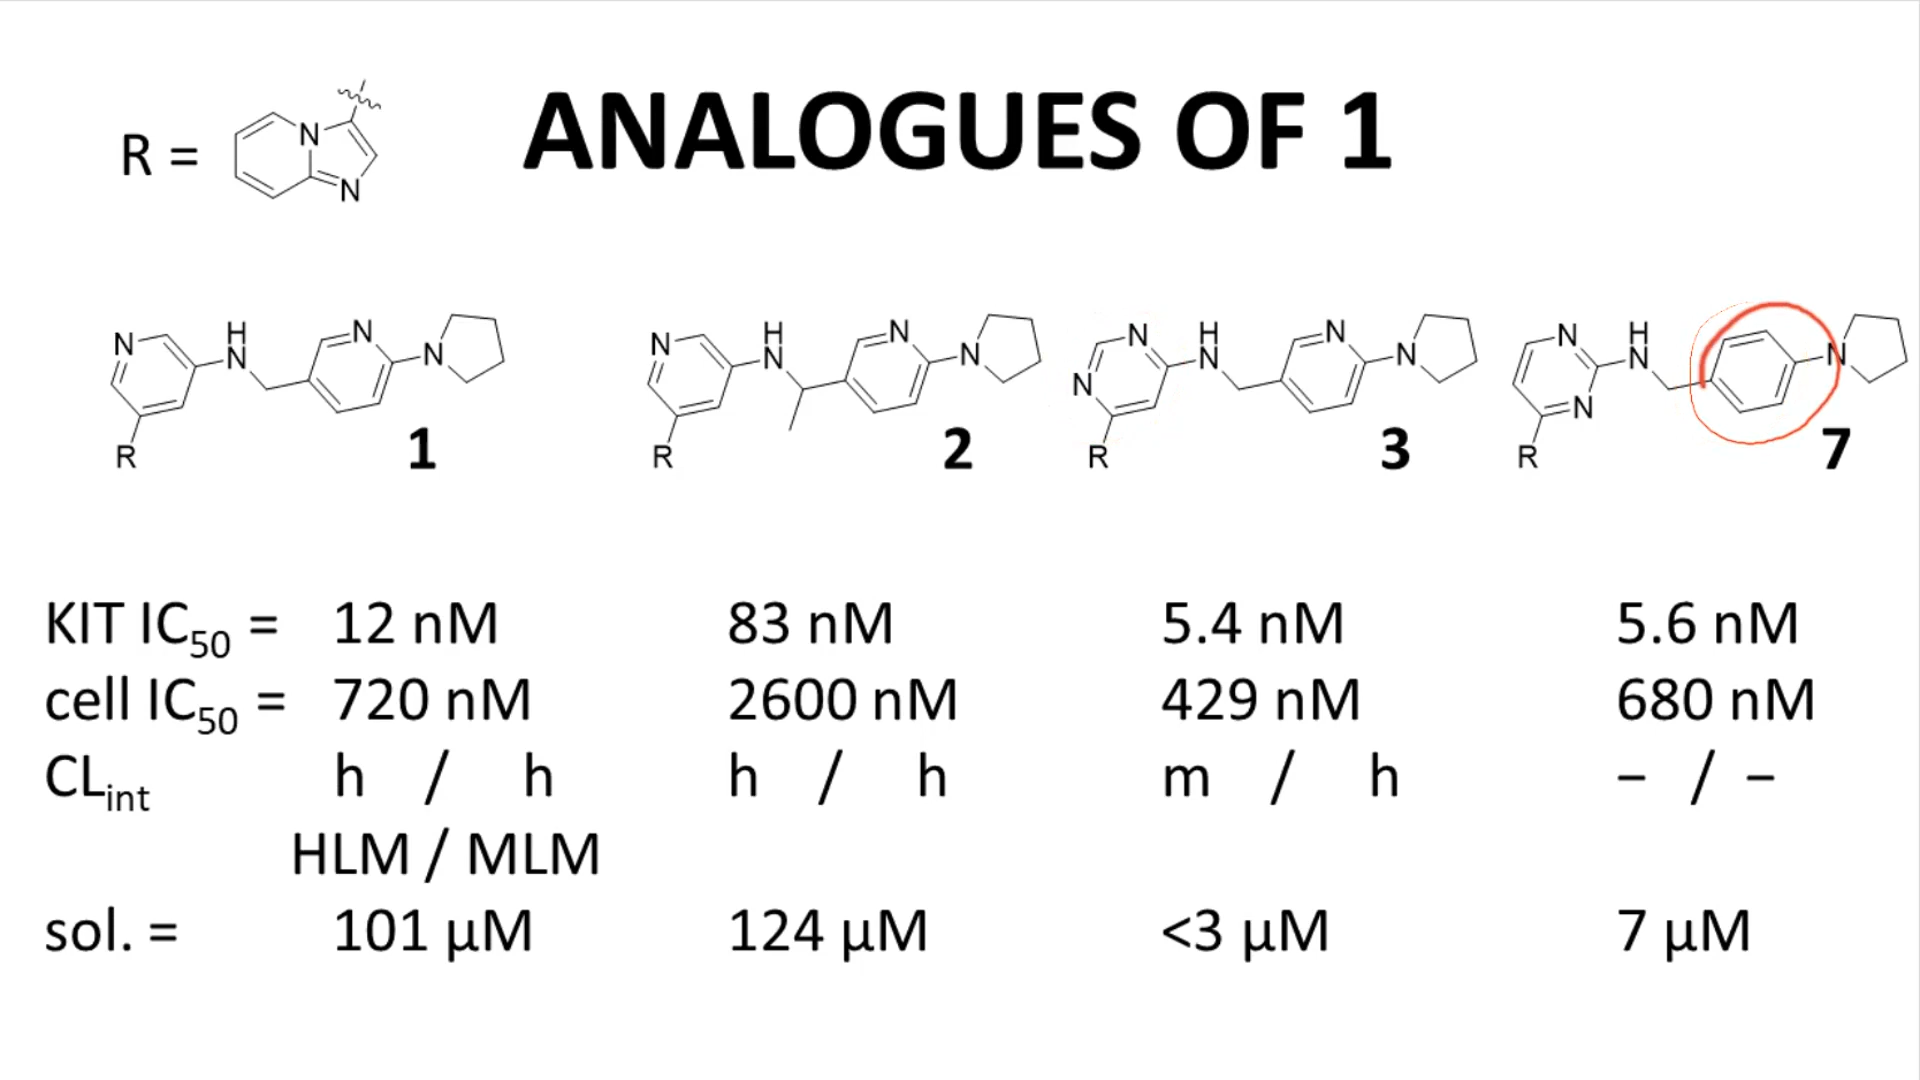 R =
ANALOGUES OF 1
N
N
N
H
N
N
N
R
1
N
H
N
N
N
R
2
N
N
H
N
N
N
R
3
N
N
H
N
N
R
7
KIT IC50 = 12 nM 83 nM 5.4 nM 5.6 nM
cell IC50 = 720 nM 2600 nM 429 nM 680 nM
CLint h / h h / h m / h – / –
HLM / MLM
sol. = 101 µM 124 µM <3 µM 7 µM